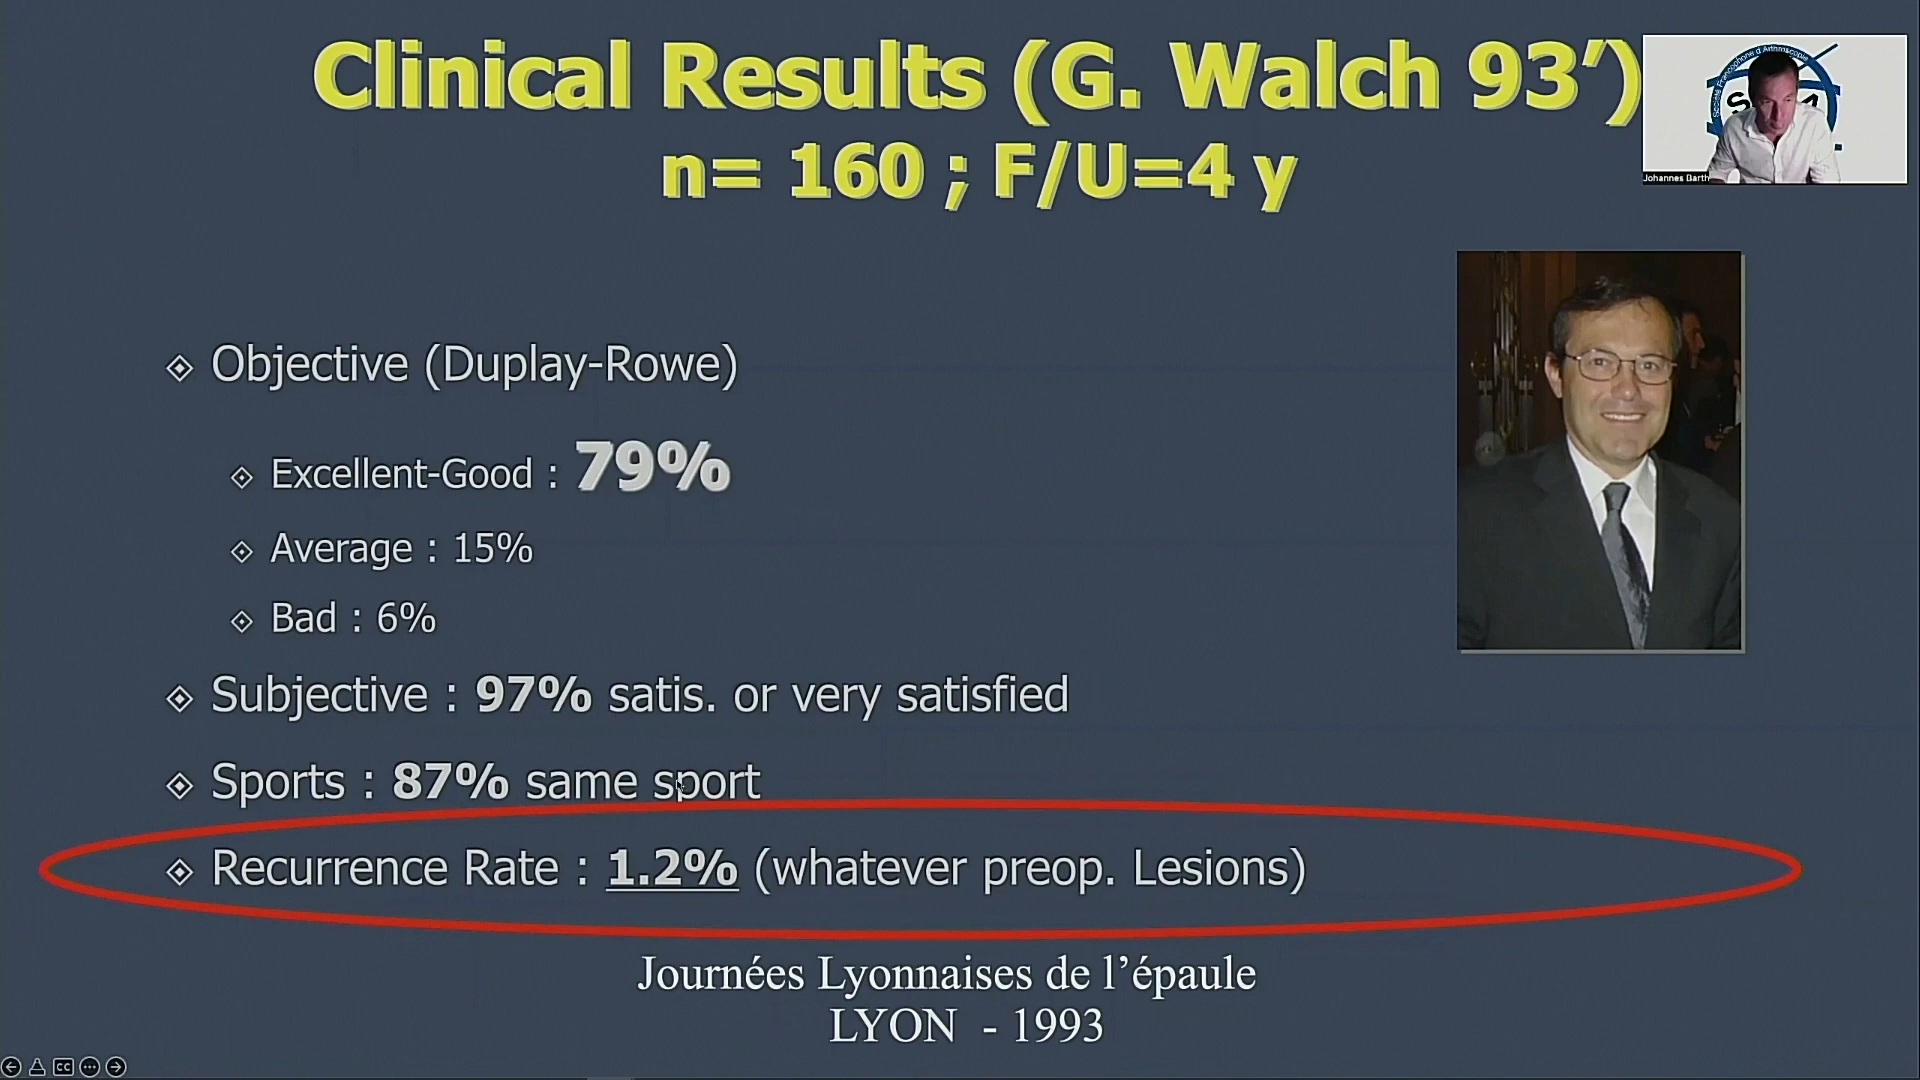 Clinical Results (G. Walch 93’)
n= 160 ; F/U=4 y
Johannes Barth
Objective (Duplay-Rowe)
Excellent-Good : 79%
Average : 15%
Bad : 6%
Subjective : 97% satis. or very satisfied
Sports : 87% same sport
Recurrence Rate : 1.2% (whatever preop. Lesions)
Journées Lyonnaises de l’épaule
LYON - 1993
CC